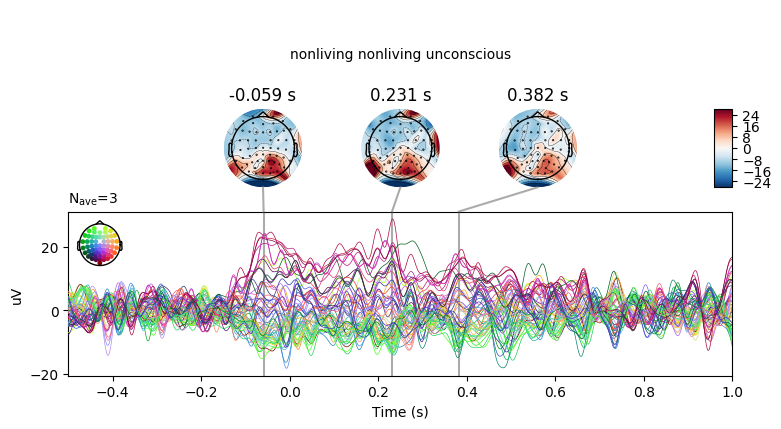 nonliving nonliving unconscious
-0.059 s 0.231 s 0.382 s
24
16
8
0
−8
−16
−24
Nave=3
20
0
−20
uV
−0.4 −0.2 0.0 0.2 0.4 0.6 0.8 1.0
Time (s)